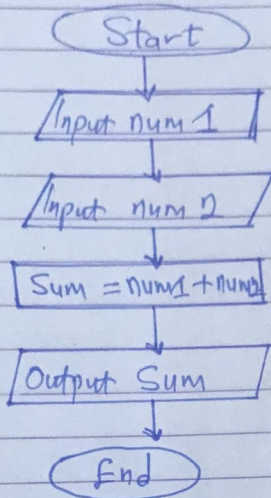 Start
Input num 1
Input num 2
Sum = num1 + num2
Output Sum
End